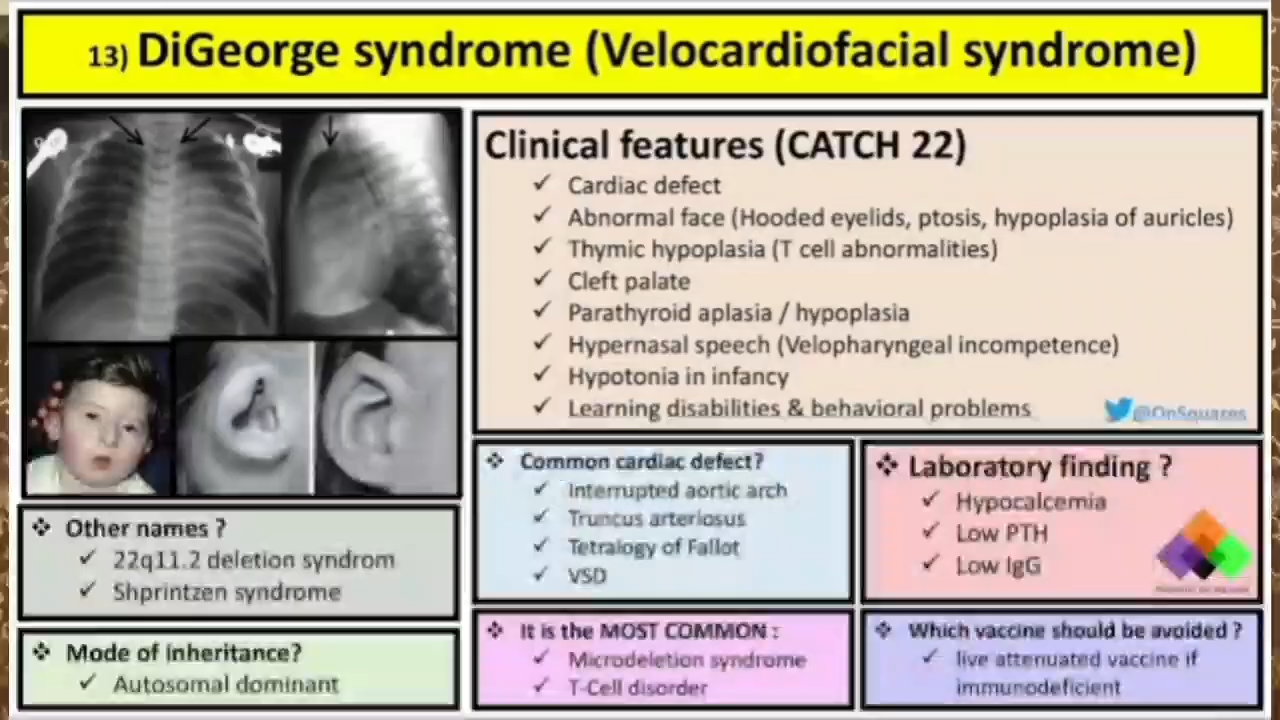 13) DiGeorge syndrome (Velocardiofacial syndrome)
Clinical features (CATCH 22)
✓ Cardiac defect
✓ Abnormal face (Hooded eyelids, ptosis, hypoplasia of auricles)
✓ Thymic hypoplasia (T cell abnormalities)
✓ Cleft palate
✓ Parathyroid aplasia / hypoplasia
✓ Hypernasal speech (Velopharyngeal incompetence)
✓ Hypotonia in infancy
✓ Learning disabilities & behavioral problems
@OnSquares
❖ Other names ?
✓ 22q11.2 deletion syndrom
✓ Shprintzen syndrome
❖ Mode of inheritance?
✓ Autosomal dominant
❖ Common cardiac defect?
✓ Interrupted aortic arch
✓ Truncus arteriosus
✓ Tetralogy of Fallot
✓ VSD
❖ Laboratory finding ?
✓ Hypocalcemia
✓ Low PTH
✓ Low IgG
❖ It is the MOST COMMON :
✓ Microdeletion syndrome
✓ T-Cell disorder
❖ Which vaccine should be avoided ?
✓ live attenuated vaccine if
immunodeficient